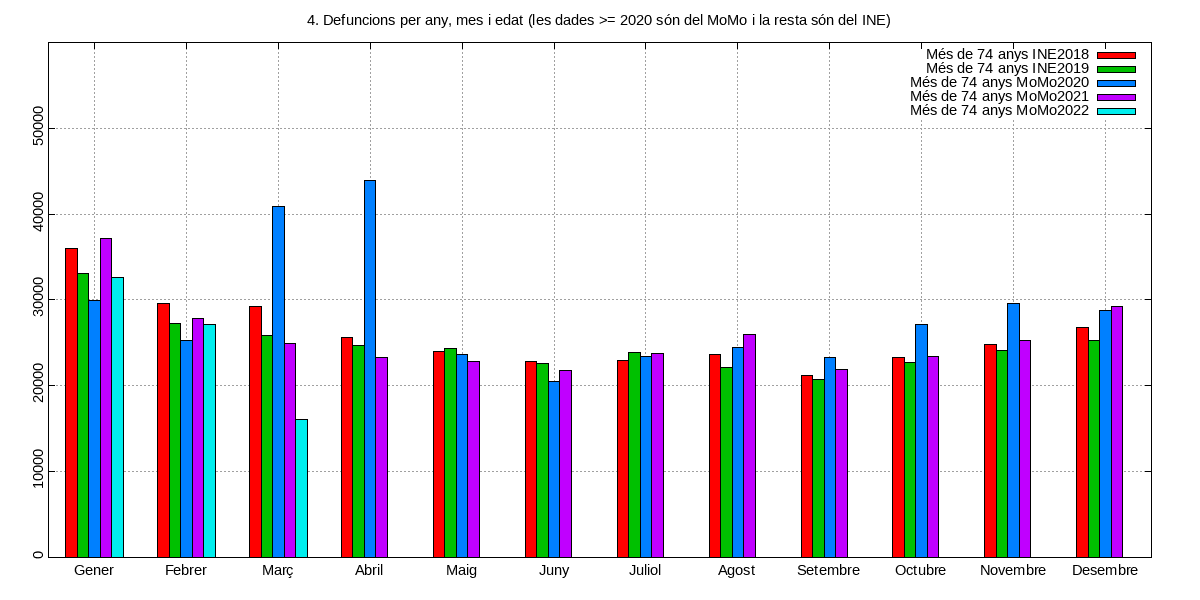 4. Defuncions per any, mes i edat (les dades >= 2020 són del MoMo i la resta són del INE)
Més de 74 anys INE2018
Més de 74 anys INE2019
Més de 74 anys MoMo2020
Més de 74 anys MoMo2021
Més de 74 anys MoMo2022
50000
40000
30000
20000
10000
0
Gener Febrer Març Abril Maig Juny Juliol Agost Setembre Octubre Novembre Desembre